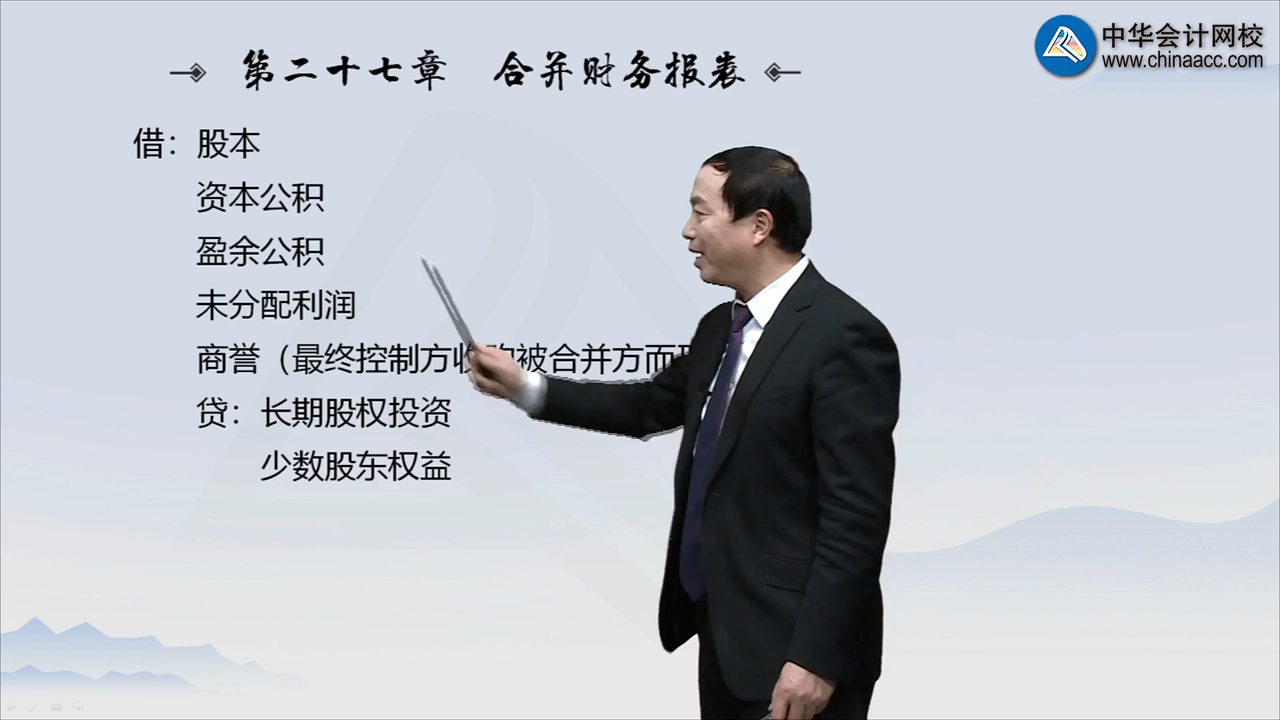 中华会计网校
www.chinaacc.com
第二十七章 合并财务报表
借：股本
资本公积
盈余公积
未分配利润
商誉（最终控制方收购被合并方而
贷：长期股权投资
少数股东权益